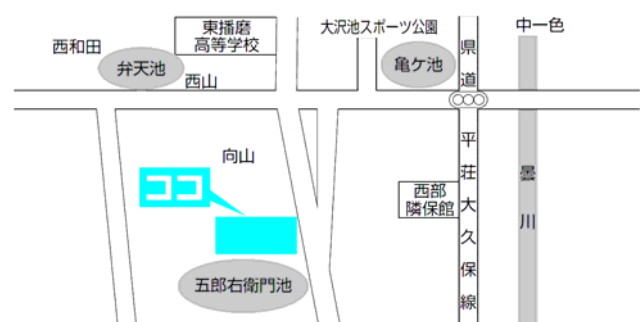 東播磨
高等学校
大沢池スポーツ公園
中一色
西和田
弁天池
西山
亀ケ池
県道
平荘大久保線
向山
ココ
西部
隣保館
曇川
五郎右衛門池